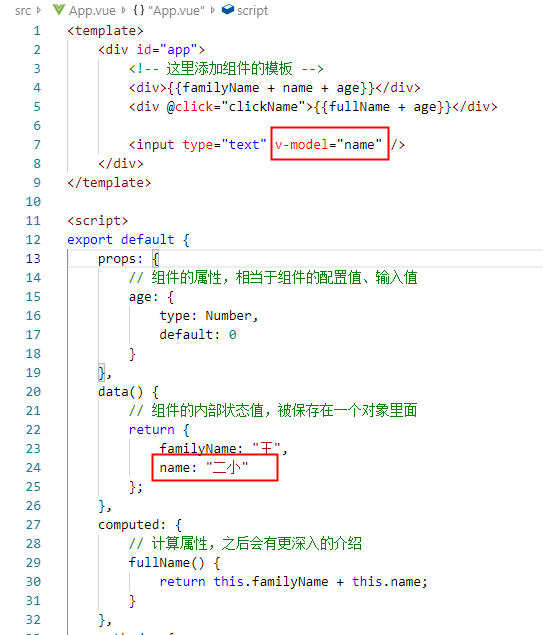 src > App.vue > {} "App.vue" > script
1 <template>
2 <div id="app">
3 <!-- 这里添加组件的模板 -->
4 <div>{{familyName + name + age}}</div>
5 <div @click="clickName">{{fullName + age}}</div>
6
7 <input type="text" v-model="name" />
8 </div>
9 </template>
10
11 <script>
12 export default {
13 props: {
14 // 组件的属性，相当于组件的配置值、输入值
15 age: {
16 type: Number,
17 default: 0
18 }
19 },
20 data() {
21 // 组件的内部状态值，被保存在一个对象里面
22 return {
23 familyName: "王",
24 name: "二小"
25 };
26 },
27 computed: {
28 // 计算属性，之后会有更深入的介绍
29 fullName() {
30 return this.familyName + this.name;
31 }
32 },